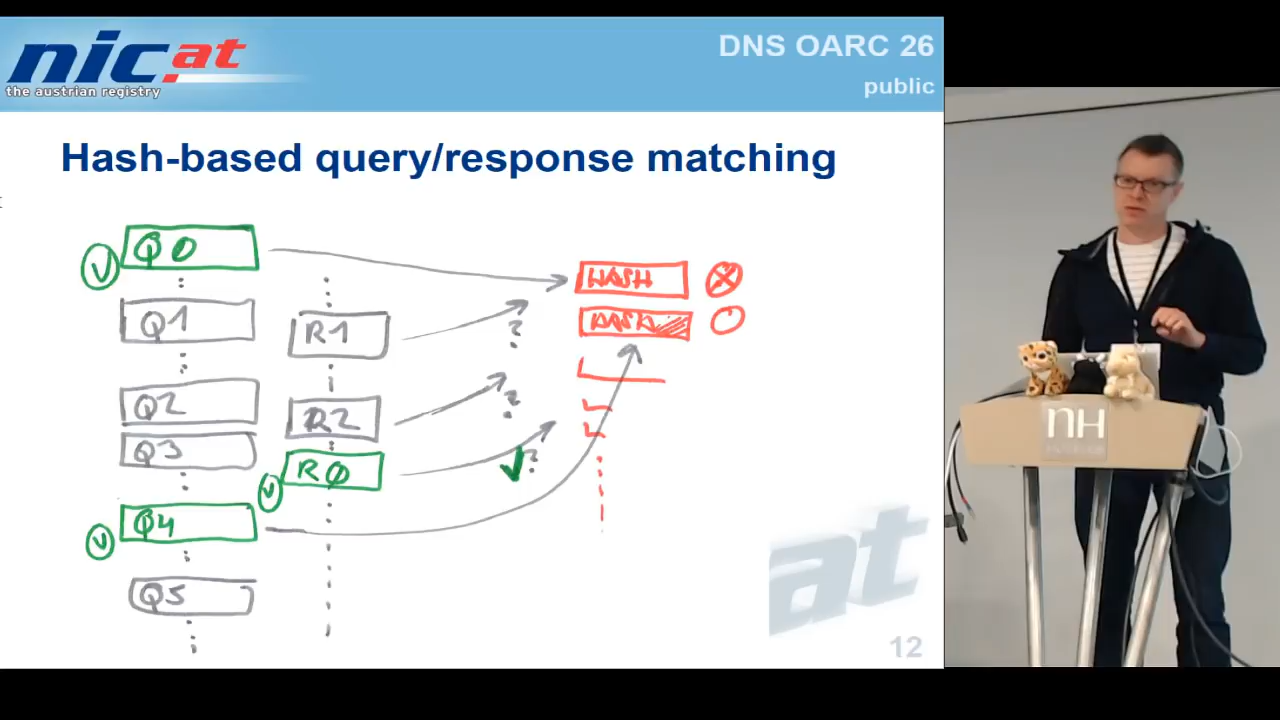 nic.at
the austrian registry
DNS OARC 26
public
Hash-based query/response matching
t
Q0
Q1
Q2
Q3
Q4
Q5
R1
R2
R0
HASH
HASH
?
?
?
at
12
NH